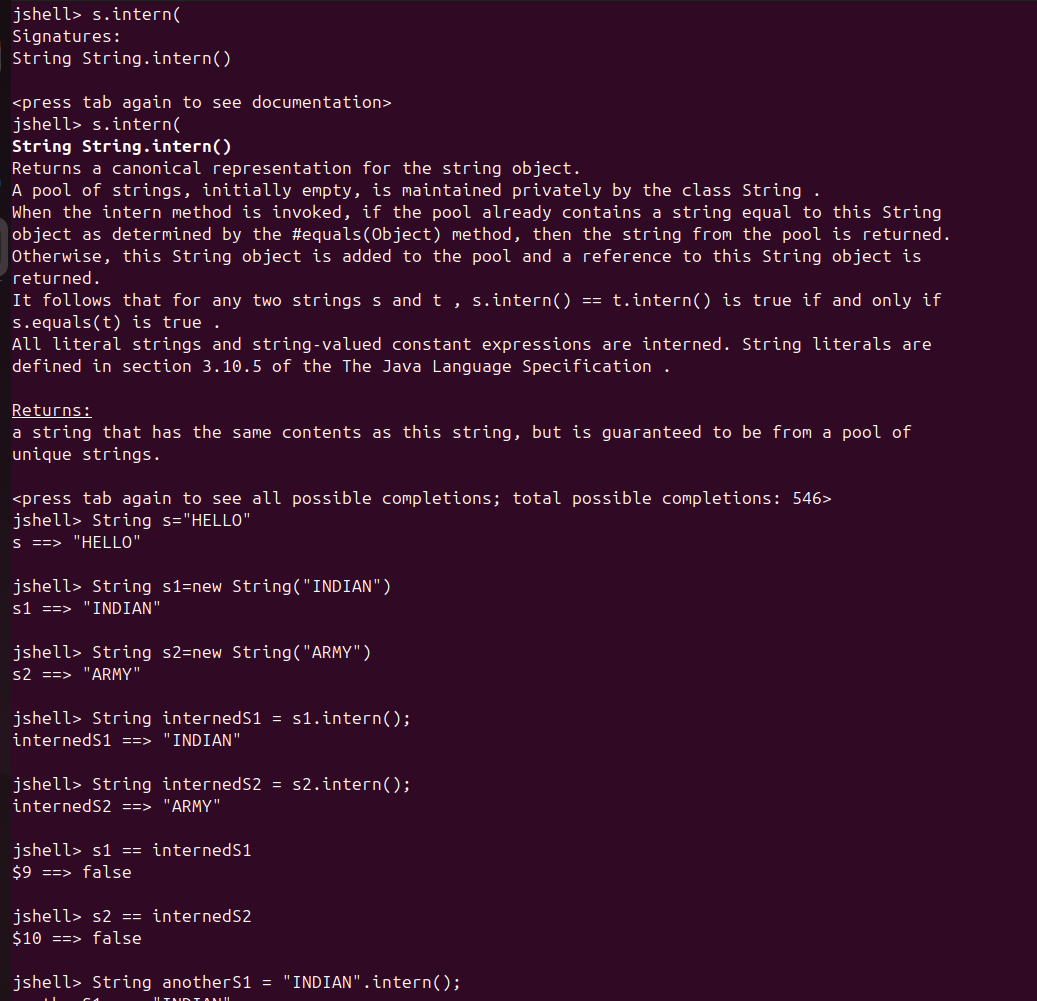 jshell> s.intern(
Signatures:
String String.intern()
<press tab again to see documentation>
jshell> s.intern(
String String.intern()
Returns a canonical representation for the string object.
A pool of strings, initially empty, is maintained privately by the class String .
When the intern method is invoked, if the pool already contains a string equal to this String
object as determined by the #equals(Object) method, then the string from the pool is returned.
Otherwise, this String object is added to the pool and a reference to this String object is
returned.
It follows that for any two strings s and t , s.intern() == t.intern() is true if and only if
s.equals(t) is true .
All literal strings and string-valued constant expressions are interned. String literals are
defined in section 3.10.5 of the The Java Language Specification .
Returns:
a string that has the same contents as this string, but is guaranteed to be from a pool of
unique strings.
<press tab again to see all possible completions; total possible completions: 546>
jshell> String s="HELLO"
s ==> "HELLO"
jshell> String s1=new String("INDIAN")
s1 ==> "INDIAN"
jshell> String s2=new String("ARMY")
s2 ==> "ARMY"
jshell> String internedS1 = s1.intern();
internedS1 ==> "INDIAN"
jshell> String internedS2 = s2.intern();
internedS2 ==> "ARMY"
jshell> s1 == internedS1
$9 ==> false
jshell> s2 == internedS2
$10 ==> false
jshell> String anotherS1 = "INDIAN".intern();